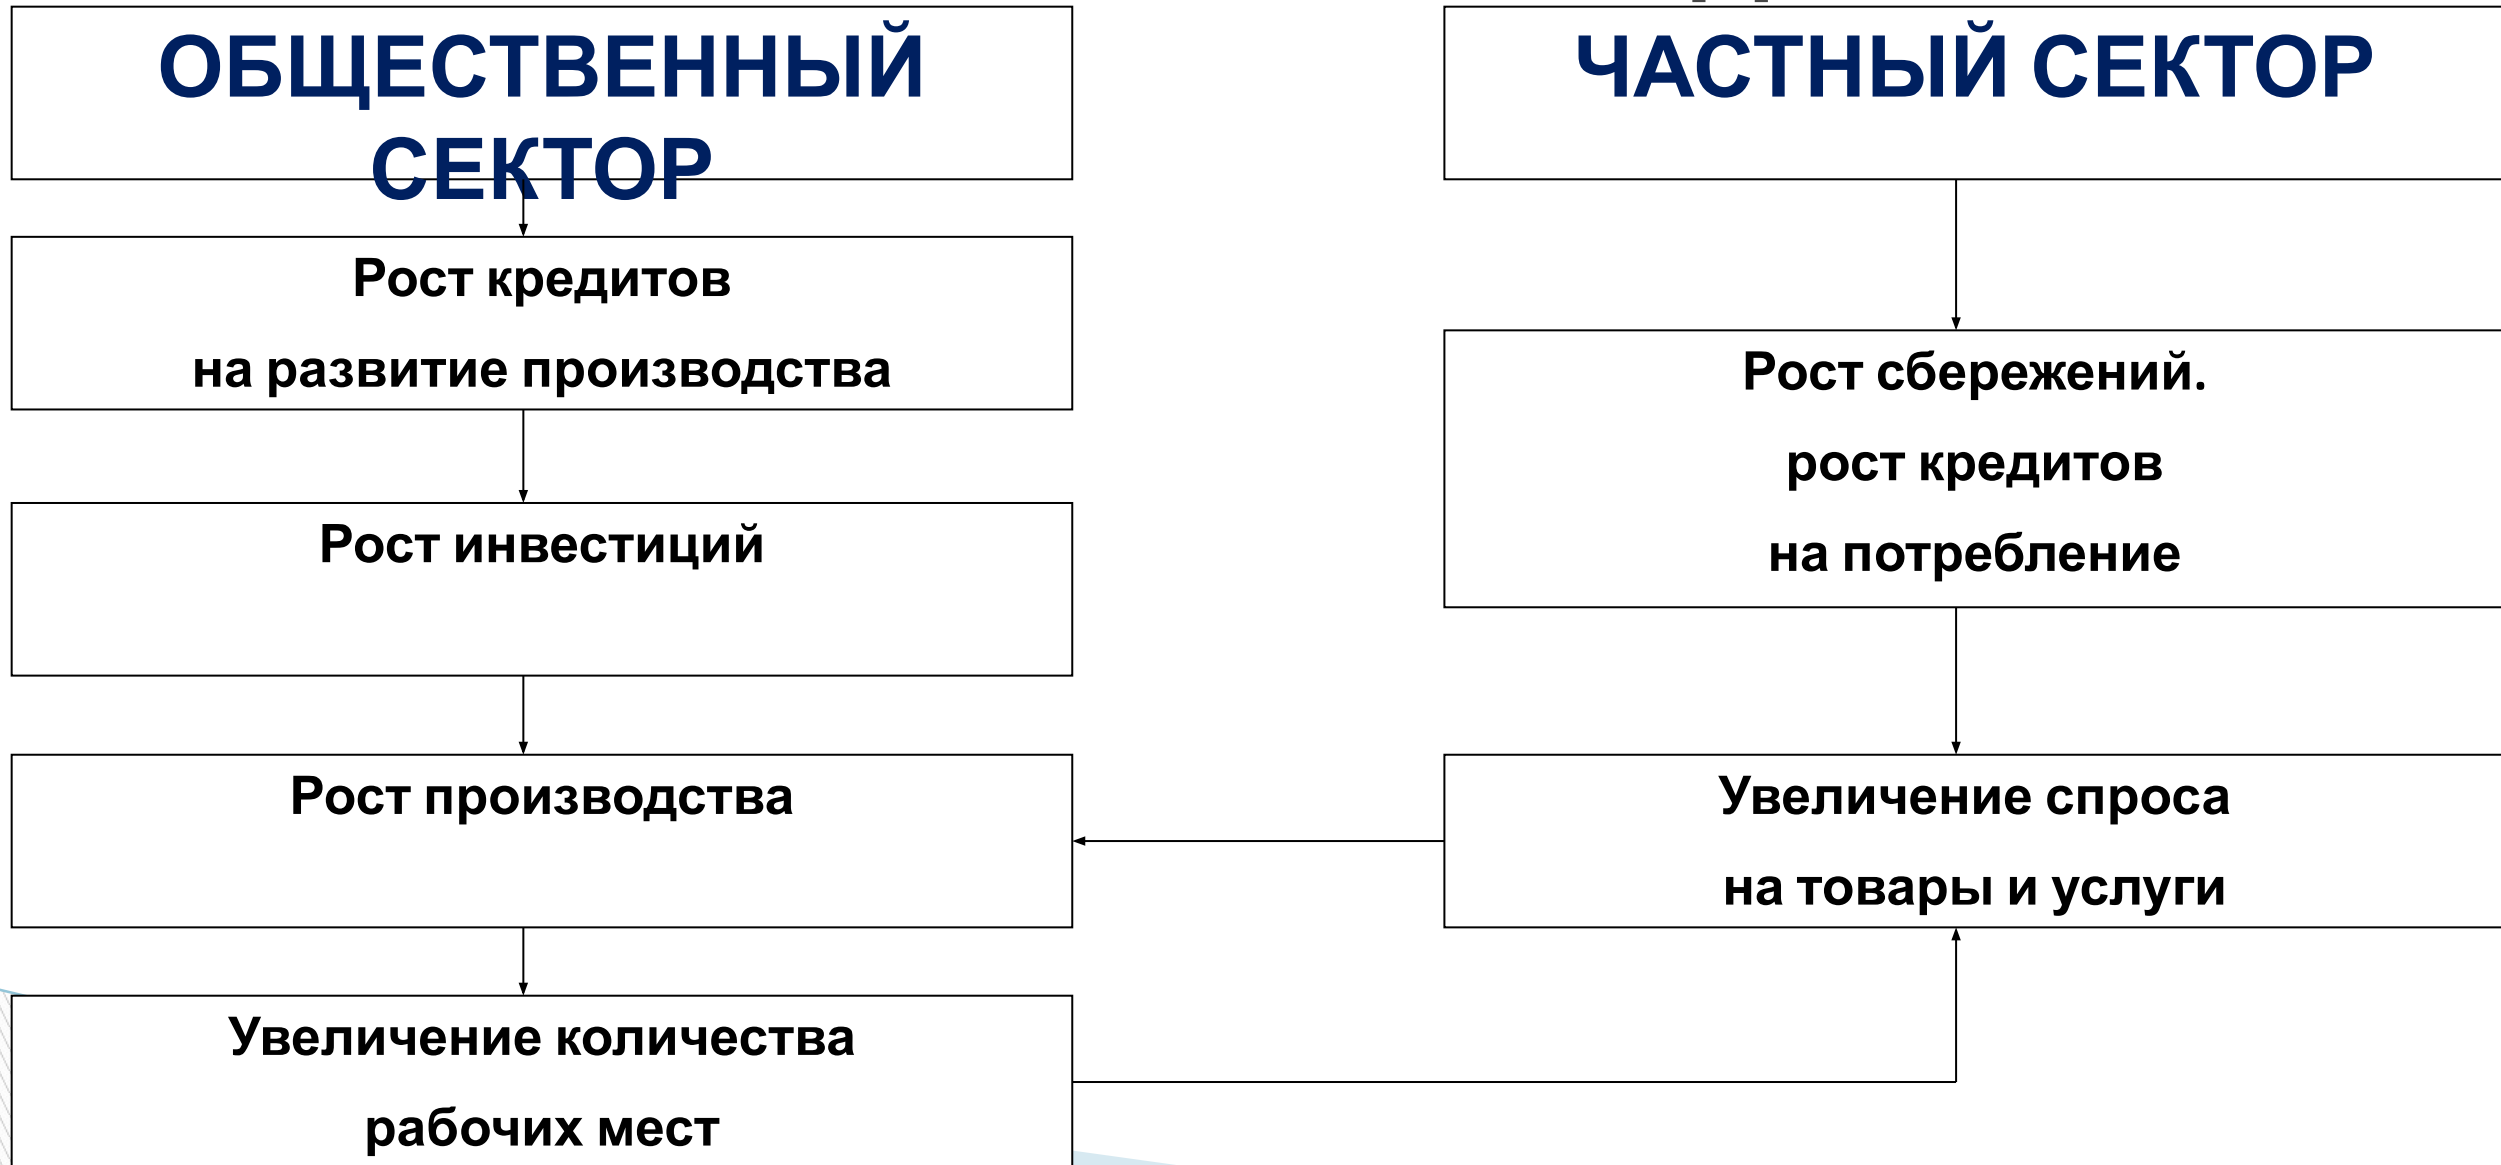 ОБЩЕСТВЕННЫЙ
СЕКТОР
Рост кредитов
на развитие производства
Рост инвестиций
Рост производства
Увеличение количества
рабочих мест
ЧАСТНЫЙ СЕКТОР
Рост сбережений.
рост кредитов
на потребление
Увеличение спроса
на товары и услуги